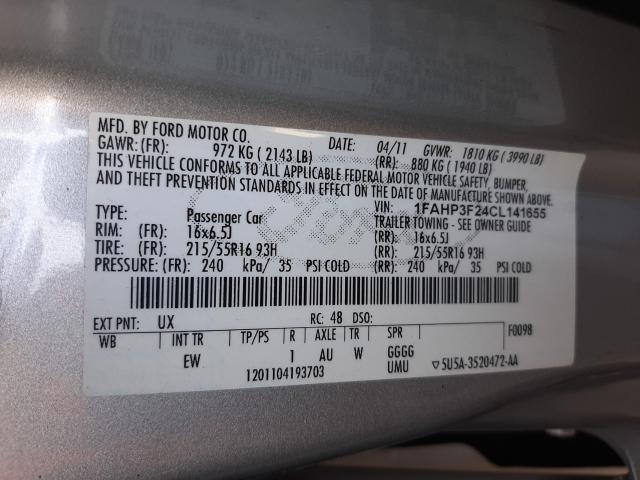 MFD. BY FORD MOTOR CO.
DATE: 04/11 GVWR: 1810 KG ( 3990 LB)
GAWR: (FR): 972 KG ( 2143 LB) (RR): 880 KG ( 1940 LB)
THIS VEHICLE CONFORMS TO ALL APPLICABLE FEDERAL MOTOR VEHICLE SAFETY, BUMPER,
AND THEFT PREVENTION STANDARDS IN EFFECT ON THE DATE OF MANUFACTURE SHOWN ABOVE.
VIN: 1FAHP3F24CL141655
TYPE: Passenger Car TRAILER TOWING - SEE OWNER GUIDE
RIM: (FR) 16x6.5J (RR): 16x6.5J
TIRE: (FR) 215/55R16 93H (RR): 215/55R16 93H
PRESSURE: (FR): 240 kPa/ 35 PSI COLD (RR): 240 kPa/ 35 PSI COLD
EXT PNT: UX RC: 48 DSO: F0098
WB INT TR TP/PS R AXLE TR SPR
EW 1 AU W GGGG
UMU
1201104193703
▽5U5A-3520472-AA